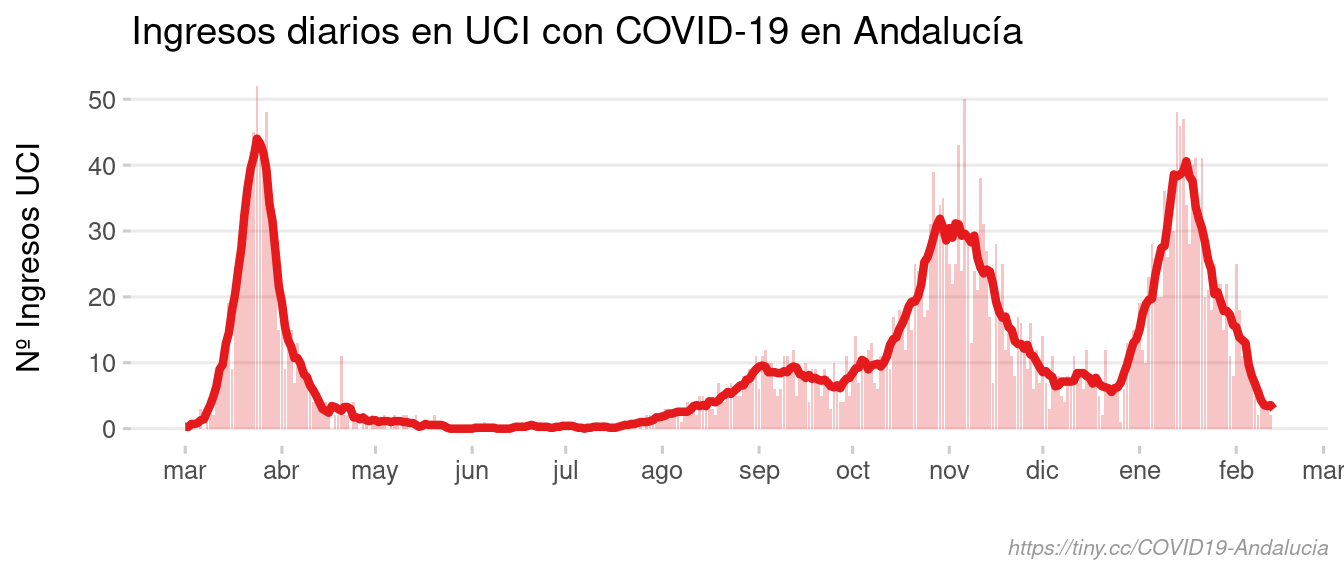 Ingresos diarios en UCI con COVID-19 en Andalucía
Nº Ingresos UCI
50
40
30
20
10
0
mar abr may jun jul ago sep oct nov dic ene feb mar
https://tiny.cc/COVID19-Andalucia